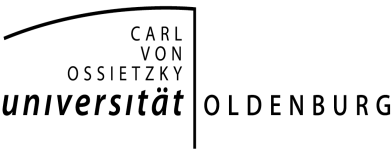 CARL
VON
OSSIETZKY
universität OLDENBURG